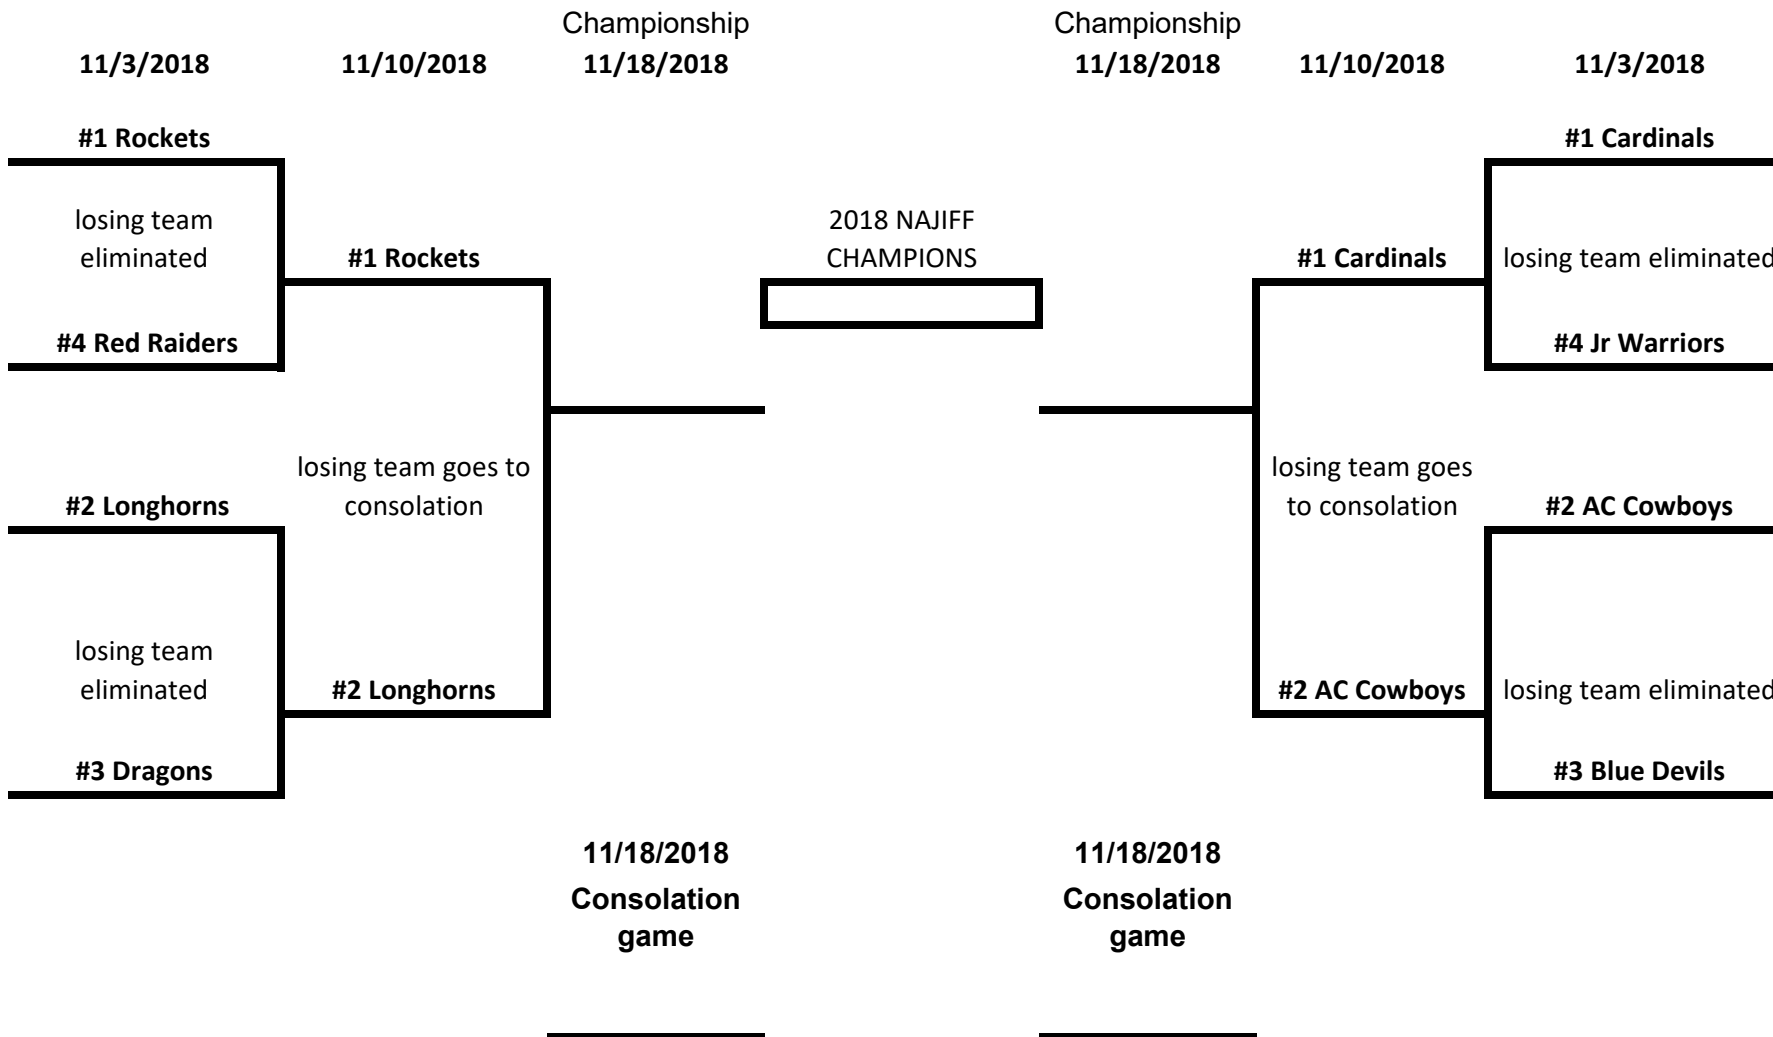 Championship Championship
11/3/2018 11/10/2018 11/18/2018 11/18/2018 11/10/2018 11/3/2018
#1 Rockets #1 Cardinals
losing team 2018 NAJIFF
eliminated #1 Rockets CHAMPIONS #1 Cardinals losing team eliminated
#4 Red Raiders #4 Jr Warriors
losing team goes to losing team goes
#2 Longhorns consolation to consolation #2 AC Cowboys
losing team
eliminated #2 Longhorns #2 AC Cowboys losing team eliminated
#3 Dragons #3 Blue Devils
11/18/2018 11/18/2018
Consolation Consolation
game game